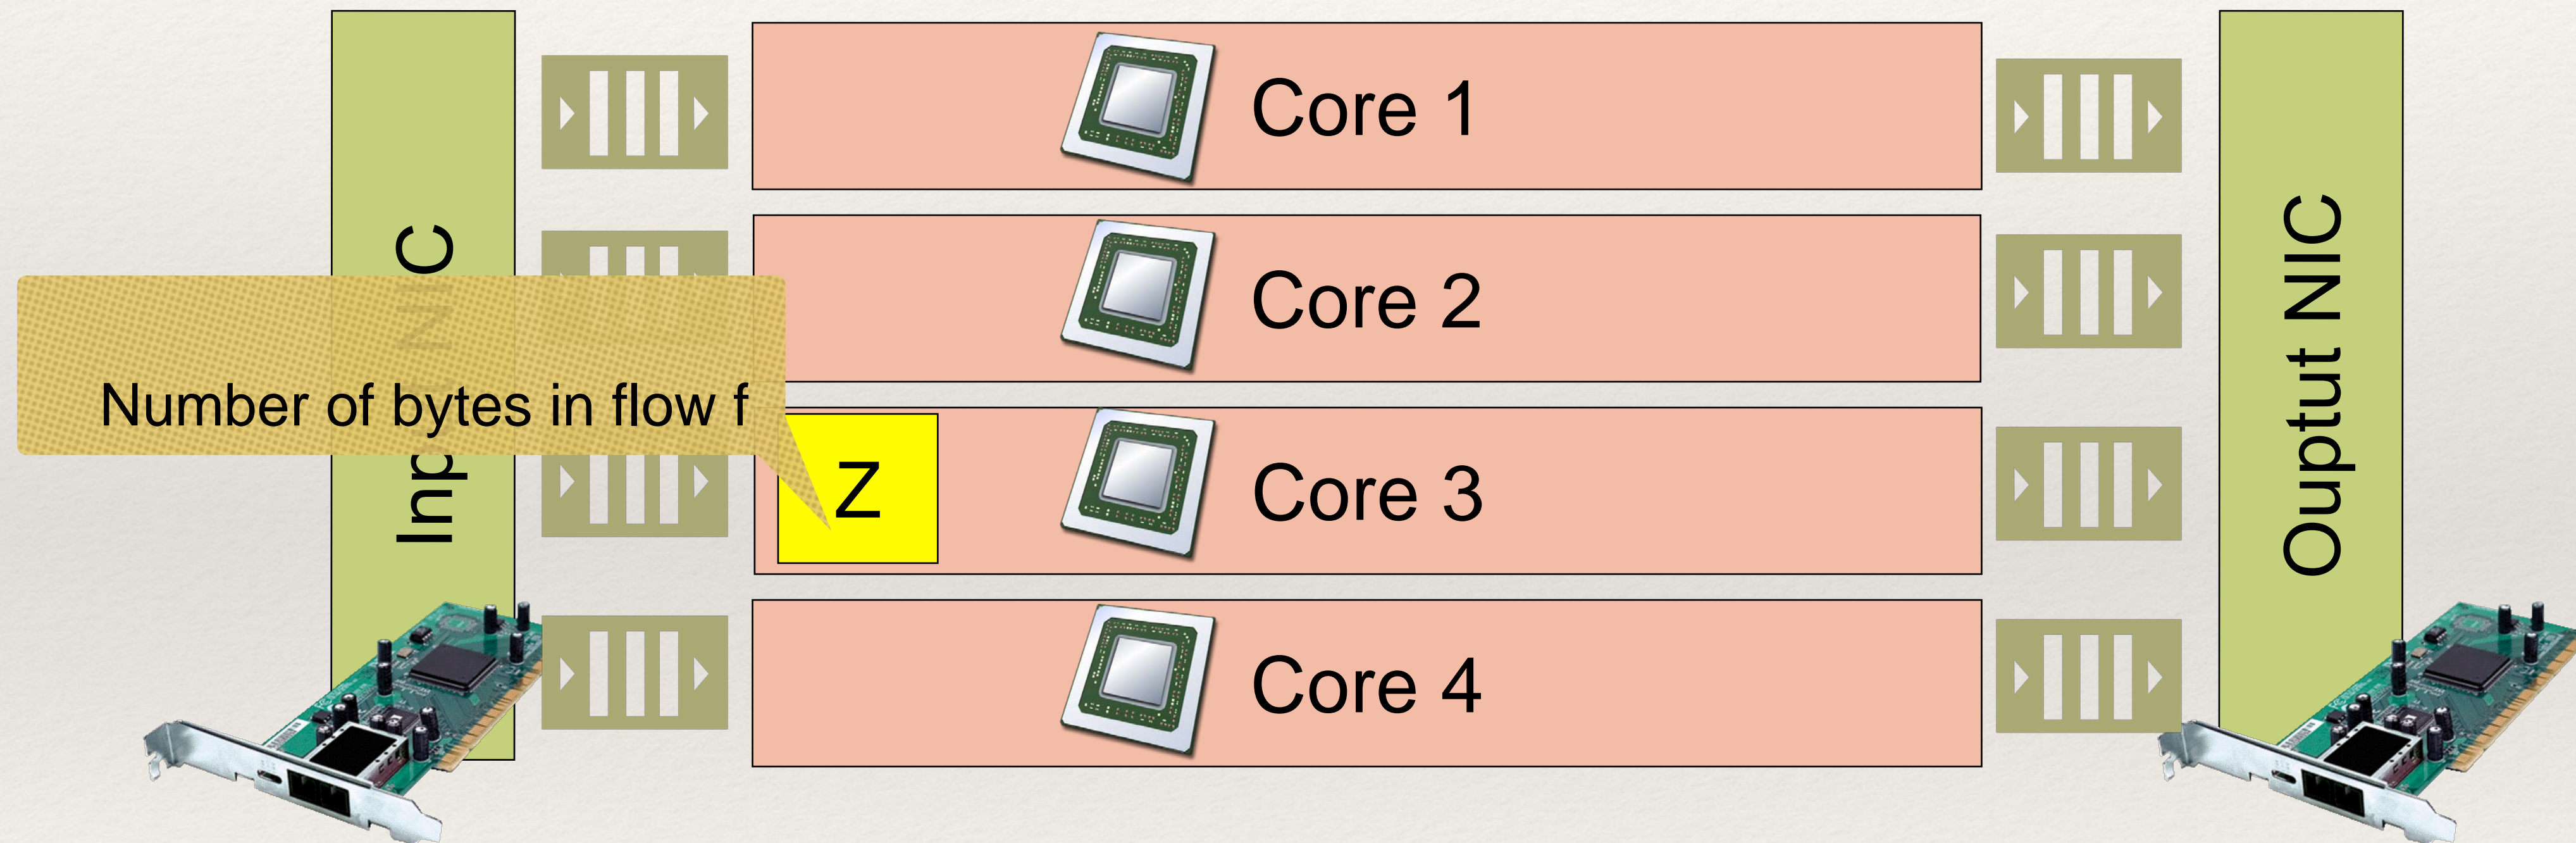 Core 1
Core 2
Number of bytes in flow f
Z
Core 3
Core 4
Ouptut NIC